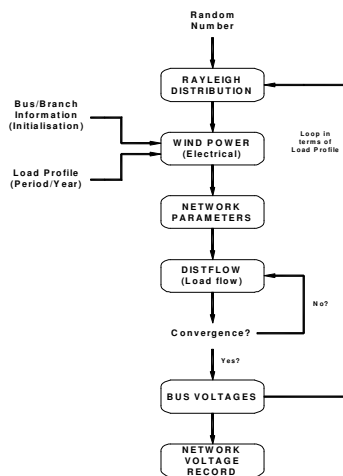 Random
Number
RAYLEIGH
DISTRIBUTION
Bus/Branch
Information
(Initialisation)
WIND POWER
(Electrical)
Loop in
terms of
Load Profile
Load Profile
(Period/Year)
NETWORK
PARAMETERS
DISTFLOW
(Load flow)
No?
Convergence?
Yes?
BUS VOLTAGES
NETWORK
VOLTAGE
RECORD